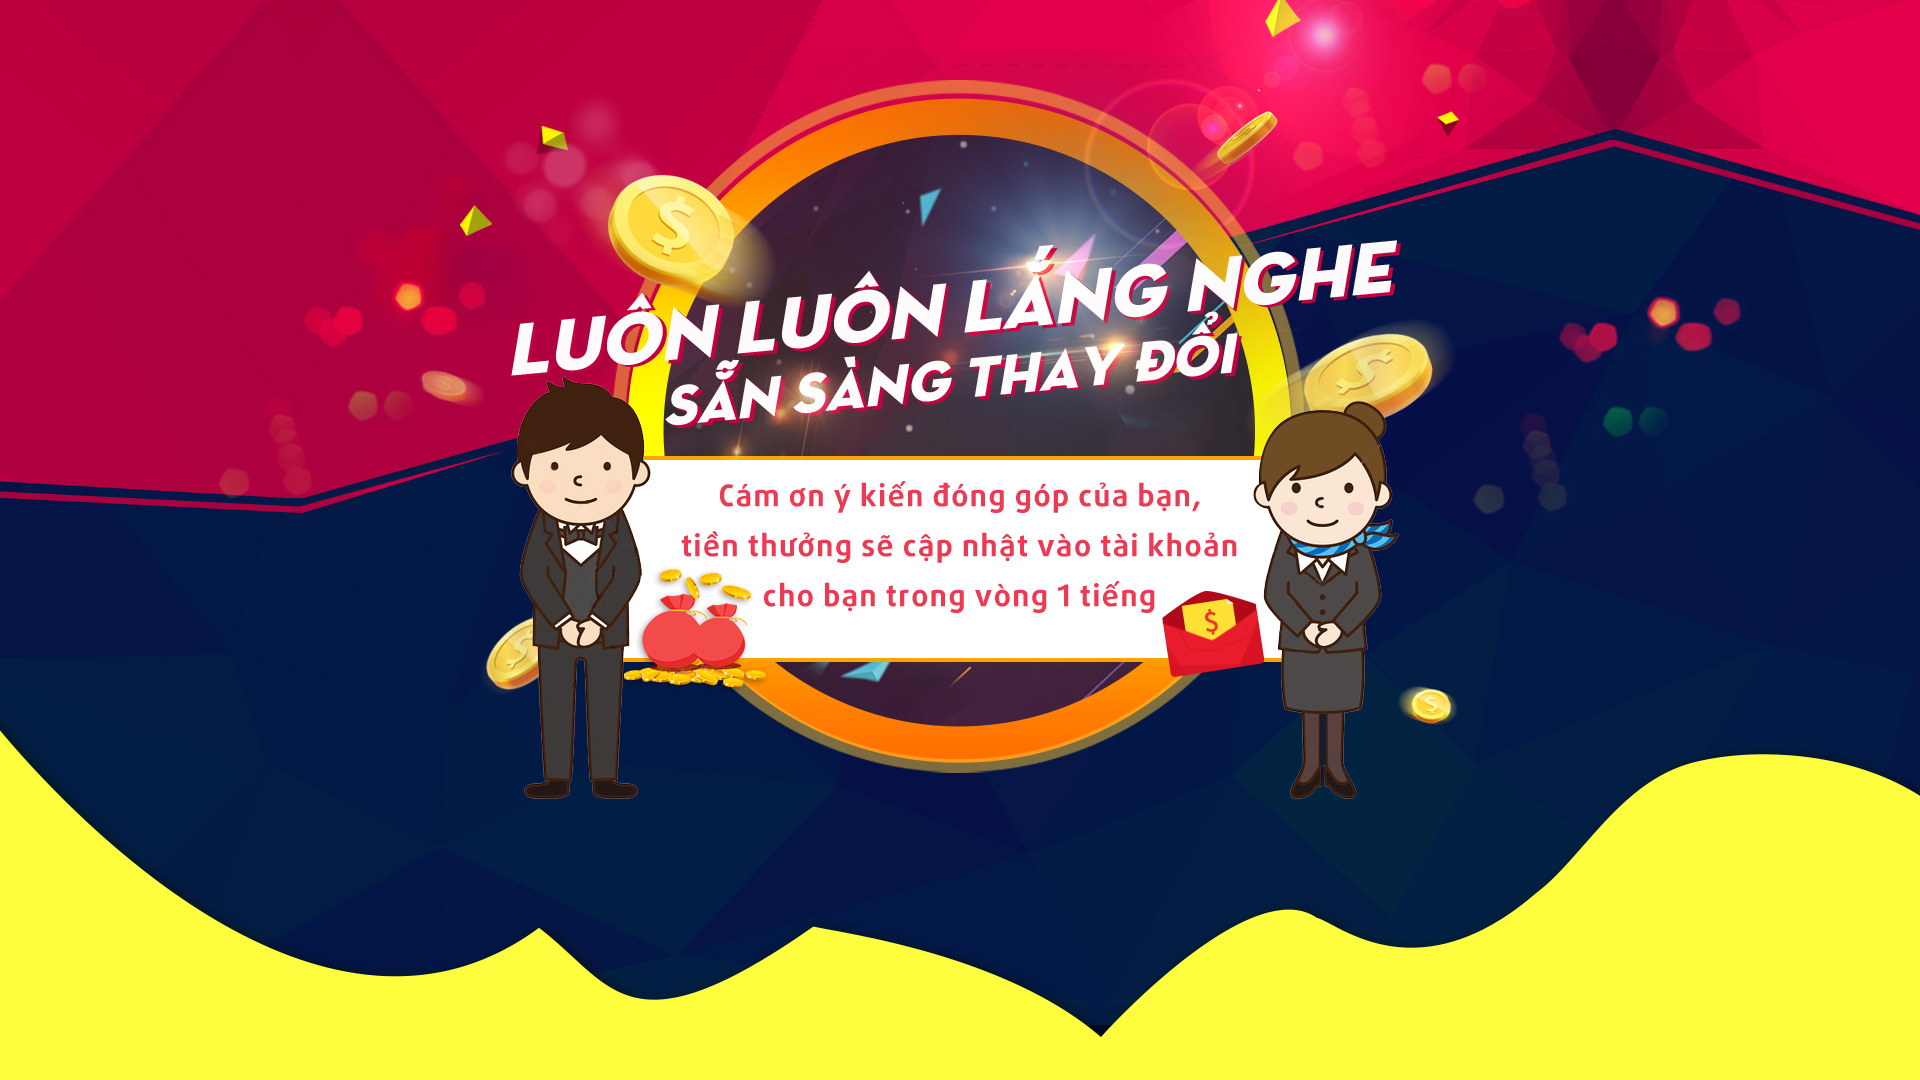 LUÔN LUÔN LẮNG NGHE
SẴN SÀNG THAY ĐỔI
Cám ơn ý kiến đóng góp của bạn,
tiền thưởng sẽ cập nhật vào tài khoản
cho bạn trong vòng 1 tiếng